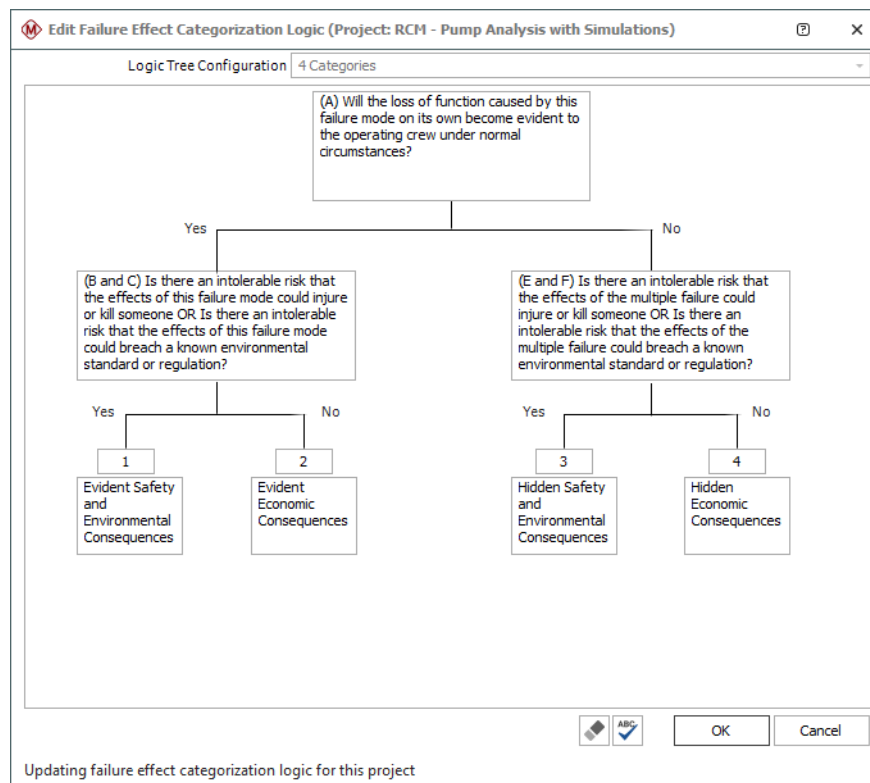 Edit Failure Effect Categorization Logic (Project: RCM - Pump Analysis with Simulations)
Logic Tree Configuration 4 Categories
(A) Will the loss of function caused by this
failure mode on its own become evident to
the operating crew under normal
circumstances?
Yes
No
(B and C) Is there an intolerable risk that
the effects of this failure mode could injure
or kill someone OR Is there an intolerable
risk that the effects of this failure mode
could breach a known environmental
standard or regulation?
(E and F) Is there an intolerable risk that
the effects of the multiple failure could
injure or kill someone OR Is there an
intolerable risk that the effects of the
multiple failure could breach a known
environmental standard or regulation?
Yes
No
Yes
No
1
Evident Safety
and
Environmental
Consequences
2
Evident
Economic
Consequences
3
Hidden Safety
and
Environmental
Consequences
4
Hidden
Economic
Consequences
ABC
OK
Cancel
Updating failure effect categorization logic for this project